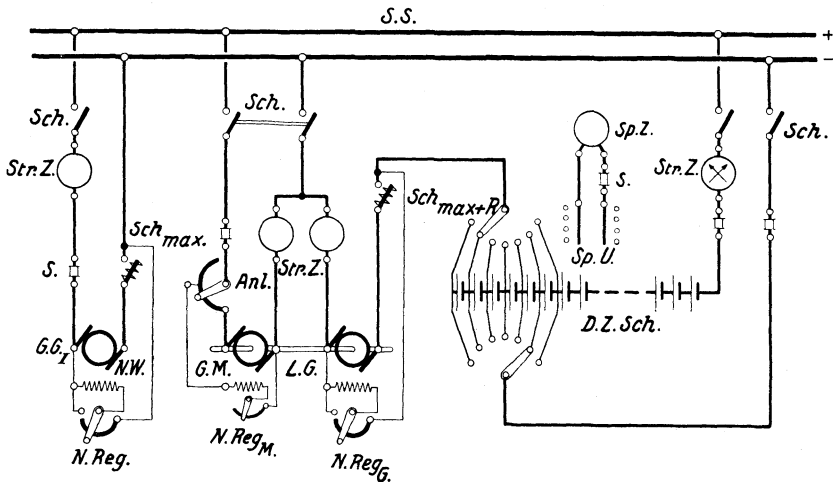 S.S.
+
−
Sch.
Sch.
Sp.Z.
Sch.
Str.Z.
Str.Z.
S.
Sch max.
Sch max+R
S.
Anl.
Str.Z.
Sp.U.
D.Z.Sch.
G.G I
N.W.
G.M.
L.G.
N.Reg.
N.Reg M.
N.Reg G.